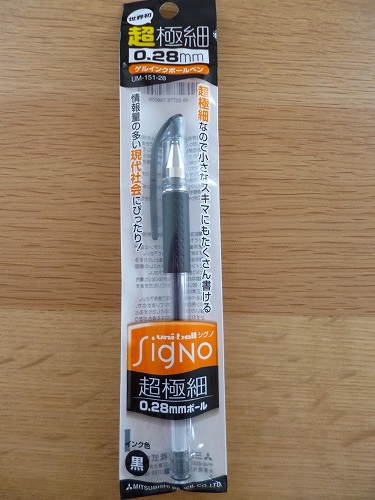 世界初
超極細
0.28mm
ゲルインクボールペン
UM-151-28
超極細なので小さなスキマにもたくさん書ける
情報量の多い現代社会にぴったり!
uni-ball シグノ
SigNo
超極細
0.28mmボール
インク色
黒
MITSUBISHI PENCIL CO., LTD.